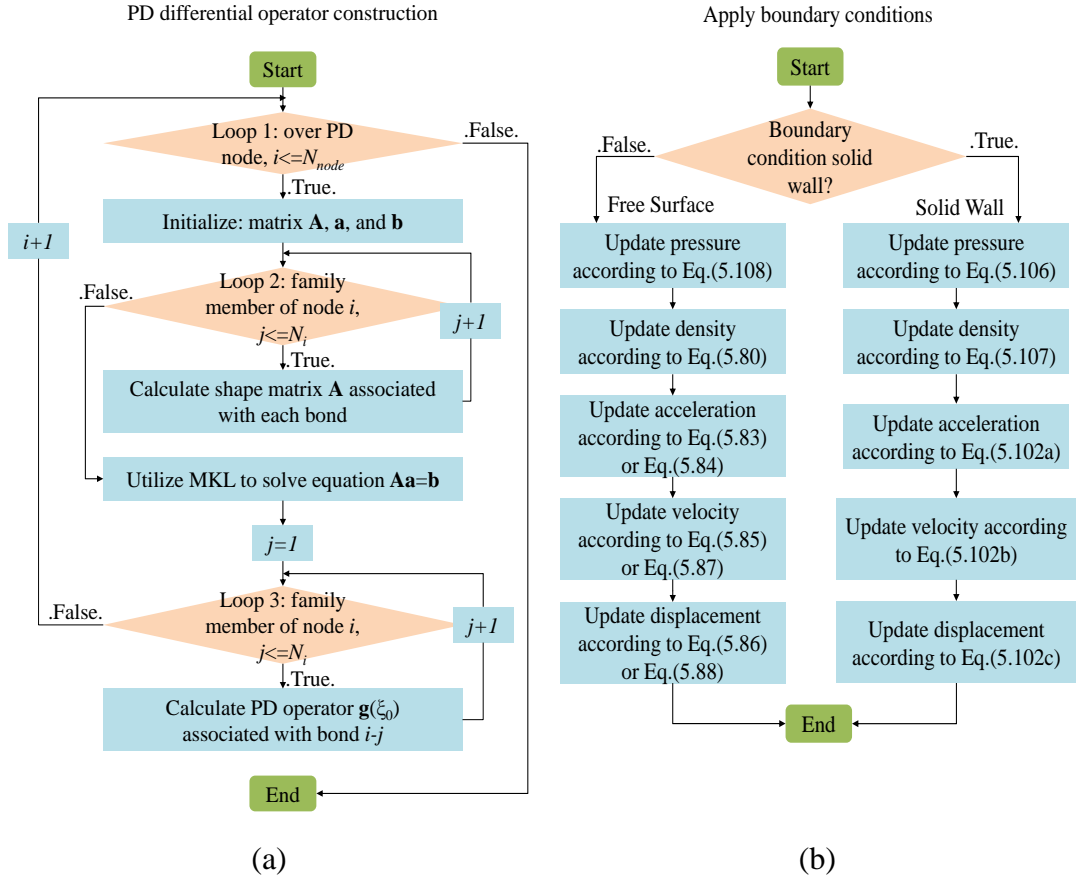 PD differential operator construction
Start
Loop 1: over PD
node, i<=N_node
.False.
.True.
Initialize: matrix A, a, and b
i+1
Loop 2: family
member of node i,
j<=N_i
.False.
j+1
.True.
Calculate shape matrix A associated
with each bond
Utilize MKL to solve equation Aa=b
j=1
Loop 3: family
member of node i,
j<=N_i
.False.
j+1
.True.
Calculate PD operator g(ξ_0)
associated with bond i-j
End
(a)
Apply boundary conditions
Start
Boundary
condition solid
wall?
.False.
.True.
Free Surface
Solid Wall
Update pressure
according to Eq.(5.108)
Update density
according to Eq.(5.80)
Update acceleration
according to Eq.(5.83)
or Eq.(5.84)
Update velocity
according to Eq.(5.85)
or Eq.(5.87)
Update displacement
according to Eq.(5.86)
or Eq.(5.88)
Update pressure
according to Eq.(5.106)
Update density
according to Eq.(5.107)
Update acceleration
according to Eq.(5.102a)
Update velocity according
to Eq.(5.102b)
Update displacement
according to Eq.(5.102c)
End
(b)